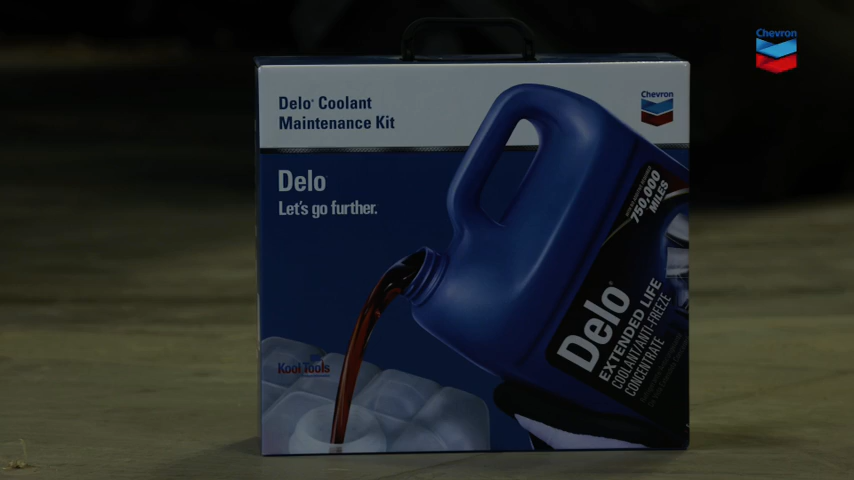 Chevron
Delo® Coolant
Maintenance Kit
Chevron
Delo
Let's go further.
750,000
MILES
Delo®
EXTENDED LIFE
COOLANT/ANTI-FREEZE
CONCENTRATE
Kool Tools